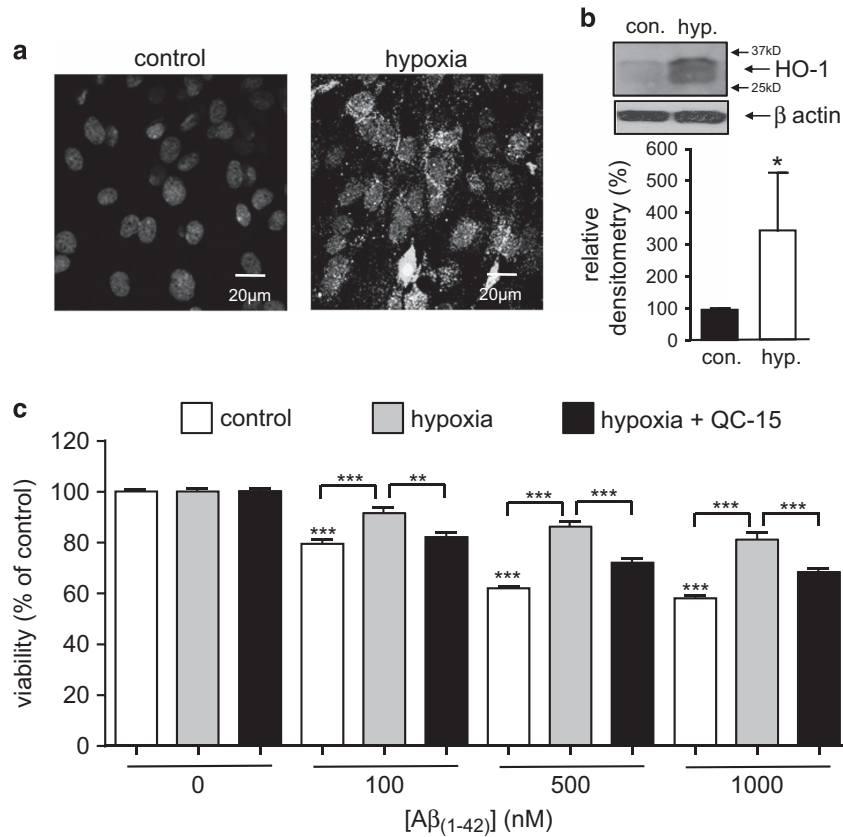 a
control
hypoxia
20μm
20μm
b
con. hyp.
37kD
HO-1
25kD
β actin
relative
densitometry (%)
600
500
400
300
200
100
0
*
con. hyp.
c
control
hypoxia
hypoxia + QC-15
viability (% of control)
120
100
80
60
40
20
0
*** **
***
*** ***
***
*** ***
***
0 100 500 1000
[Aβ(1-42)] (nM)